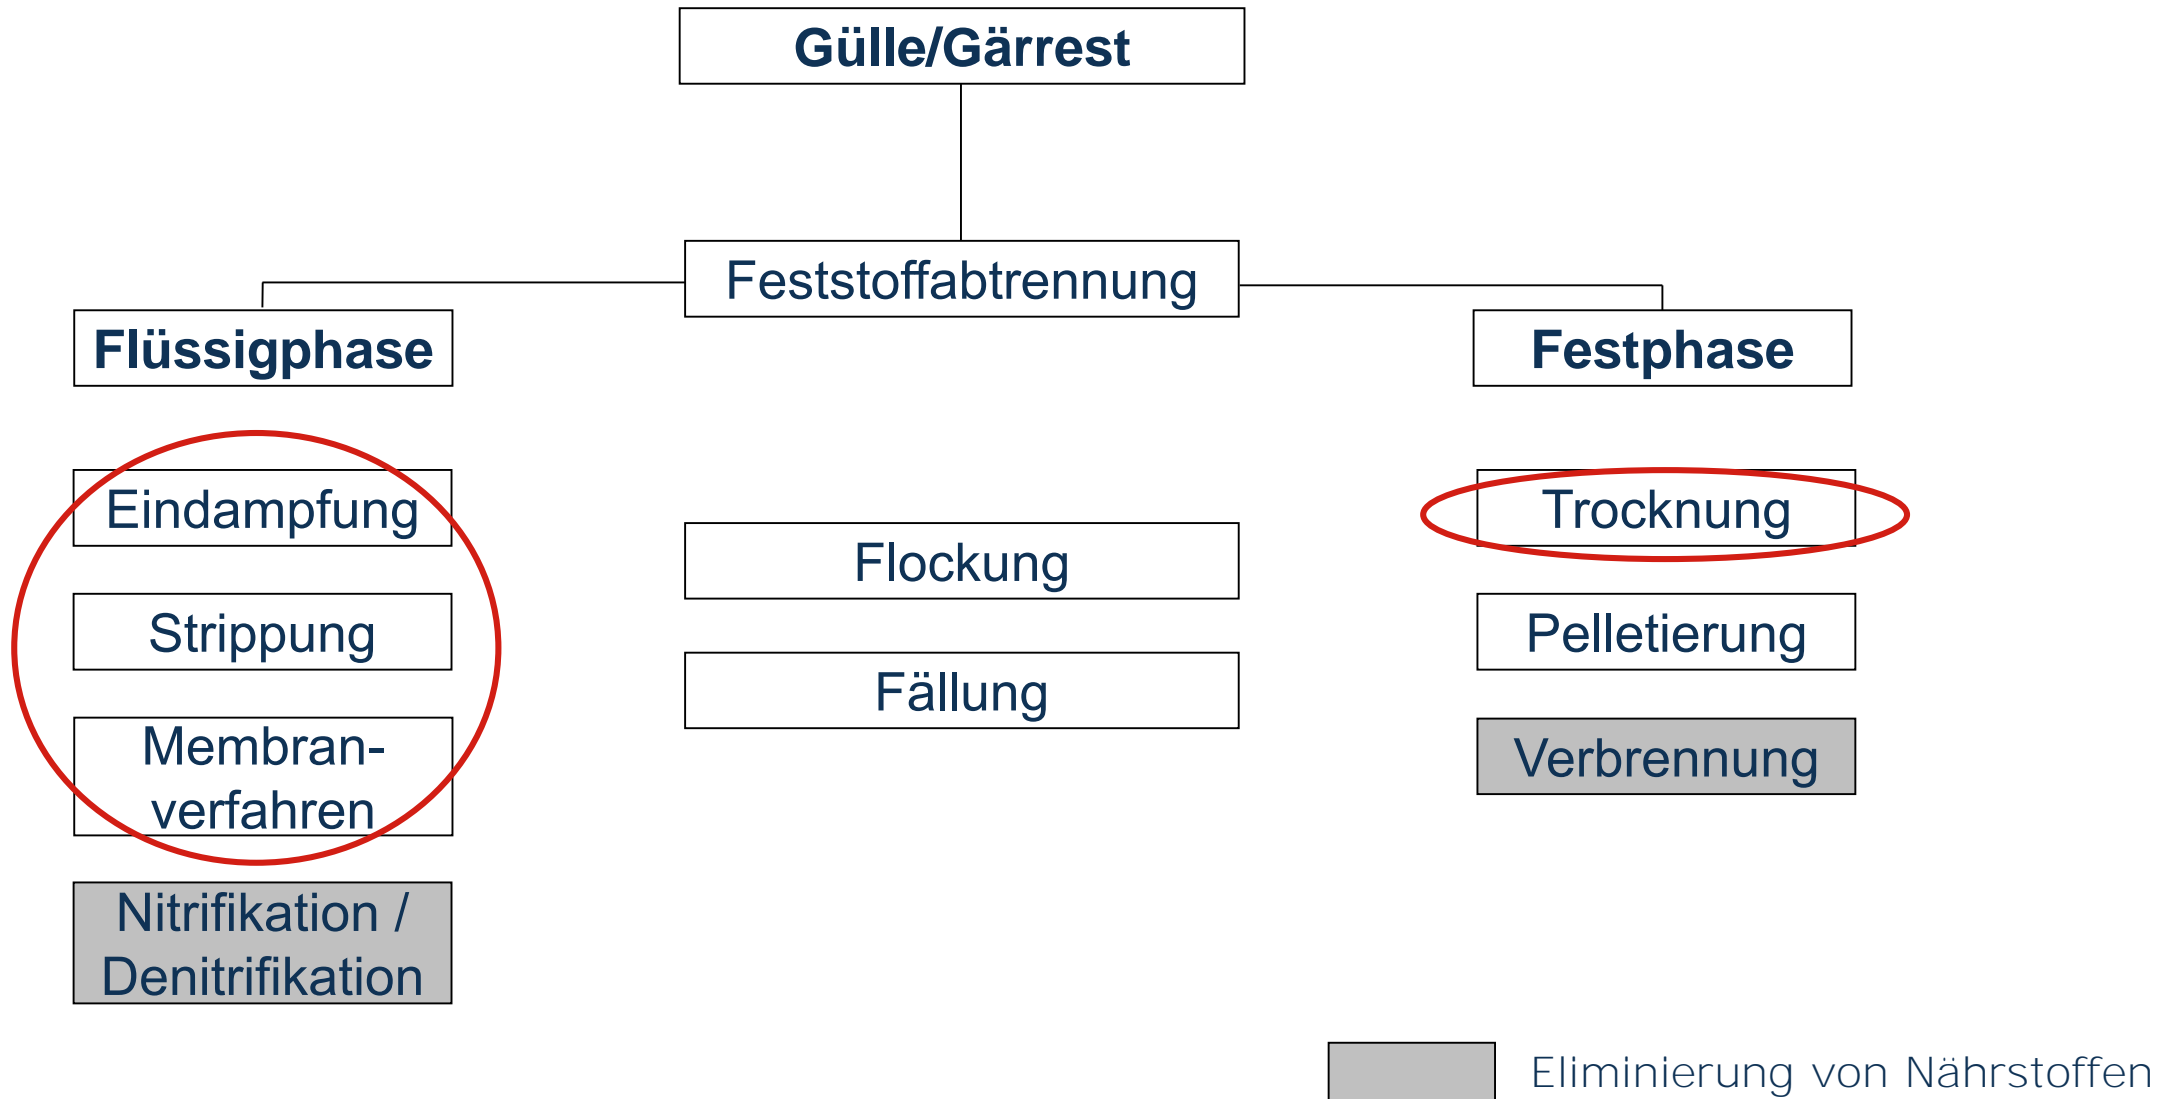 Gülle/Gärrest
Feststoffabtrennung
Flüssigphase
Festphase
Eindampfung
Strippung
Membran-
verfahren
Nitrifikation /
Denitrifikation
Flockung
Fällung
Trocknung
Pelletierung
Verbrennung
Eliminierung von Nährstoffen